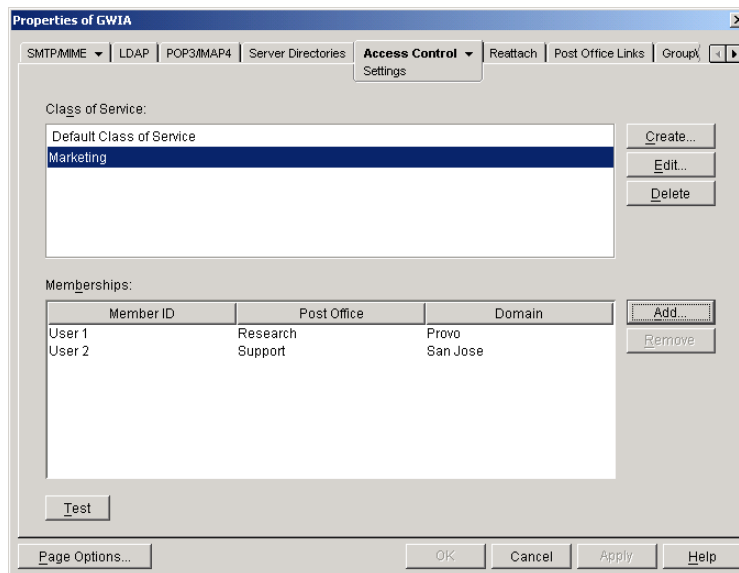 Properties of GWIA
SMTP/MIME LDAP POP3/IMAP4 Server Directories Access Control Reattach Post Office Links
Settings
Class of Service:
Default Class of Service
Create...
Marketing
Edit...
Delete
Memberships:
Member ID Post Office Domain
Add...
User 1 Research Provo
Remove
User 2 Support San Jose
Test
Page Options... OK Cancel Apply Help